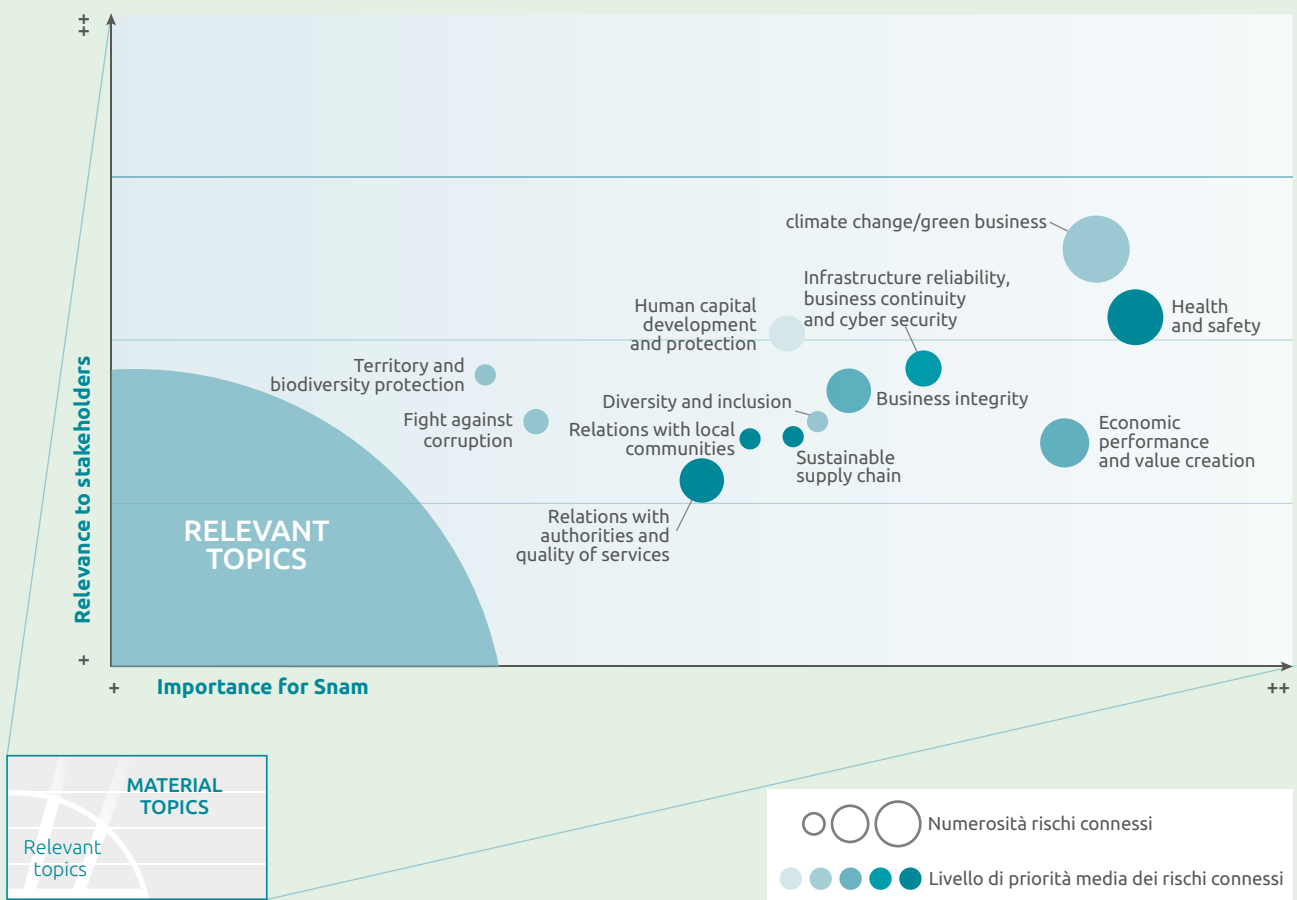 ++
climate change/green business
Infrastructure reliability,
business continuity
and cyber security
Human capital
development
and protection
Health
and safety
Territory and
biodiversity protection
Diversity and inclusion
Business integrity
Fight against
corruption
Relations with local
communities
Economic
performance
and value creation
Sustainable
supply chain
Relations with
authorities and
quality of services
RELEVANT
TOPICS
Relevance to stakeholders
+
+
Importance for Snam
++
MATERIAL
TOPICS
Relevant
topics
Numerosità rischi connessi
Livello di priorità media dei rischi connessi